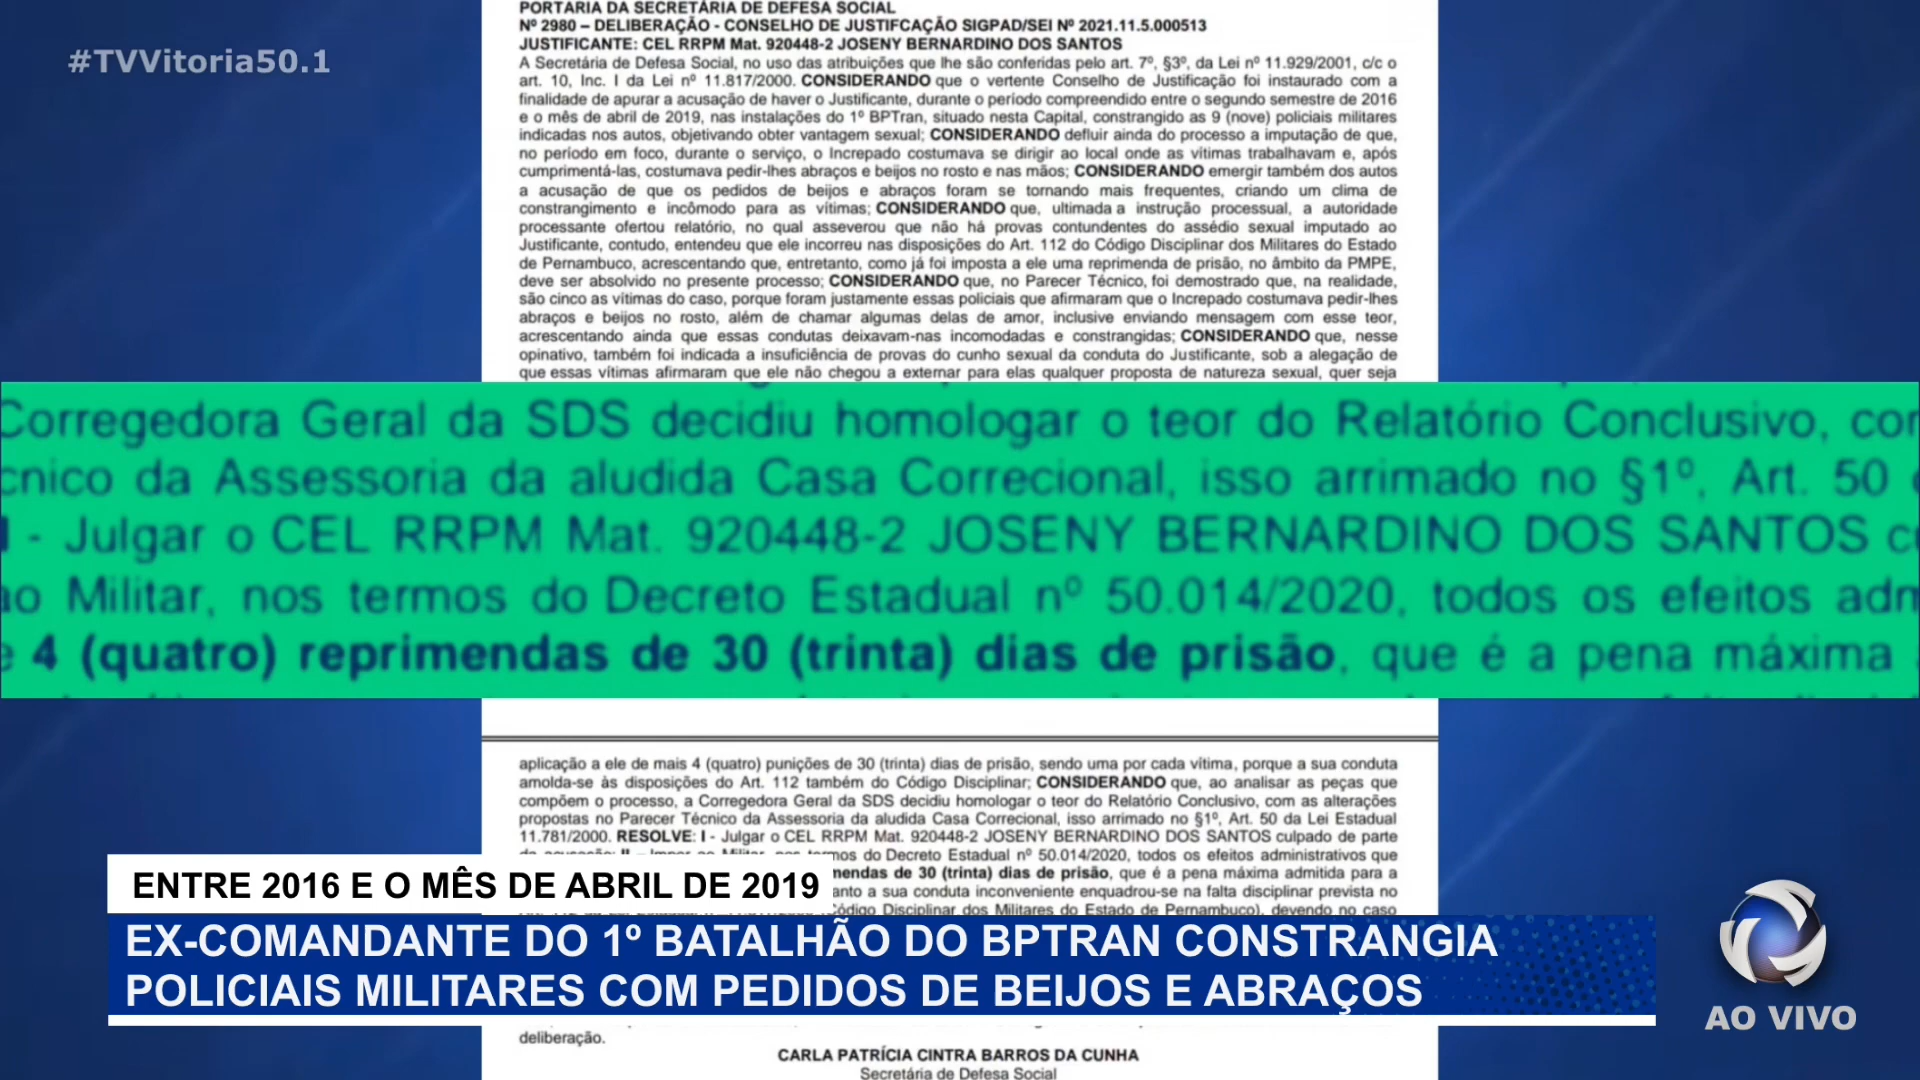 PORTARIA DA SECRETÁRIA DE DEFESA SOCIAL
Nº 2980 – DELIBERAÇÃO - CONSELHO DE JUSTIFCAÇÃO SIGPAD/SEI Nº 2021.11.5.000513
#TVVitoria50.1
JUSTIFICANTE: CEL RRPM Mat. 920448-2 JOSENY BERNARDINO DOS SANTOS
A Secretária de Defesa Social, no uso das atribuições que lhe são conferidas pelo art. 7º, §3º, da Lei nº 11.929/2001, c/c o
art. 10, Inc. I da Lei nº 11.817/2000. CONSIDERANDO que o vertente Conselho de Justificação foi instaurado com a
finalidade de apurar a acusação de haver o Justificante, durante o período compreendido entre o segundo semestre de 2016
e o mês de abril de 2019, nas instalações do 1º BPTran, situado nesta Capital, constrangido as 9 (nove) policiais militares
indicadas nos autos, objetivando obter vantagem sexual; CONSIDERANDO defluir ainda do processo a imputação de que,
no período em foco, durante o serviço, o Increpado costumava se dirigir ao local onde as vítimas trabalhavam e, após
cumprimentá-las, costumava pedir-lhes abraços e beijos no rosto e nas mãos; CONSIDERANDO emergir também dos autos
a acusação de que os pedidos de beijos e abraços foram se tornando mais frequentes, criando um clima de
constrangimento e incômodo para as vítimas; CONSIDERANDO que, ultimada a instrução processual, a autoridade
processante ofertou relatório, no qual asseverou que não há provas contundentes do assédio sexual imputado ao
Justificante, contudo, entendeu que ele incorreu nas disposições do Art. 112 do Código Disciplinar dos Militares do Estado
de Pernambuco, acrescentando que, entretanto, como já foi imposta a ele uma reprimenda de prisão, no âmbito da PMPE,
deve ser absolvido no presente processo; CONSIDERANDO que, no Parecer Técnico, foi demostrado que, na realidade,
são cinco as vítimas do caso, porque foram justamente essas policiais que afirmaram que o Increpado costumava pedir-lhes
abraços e beijos no rosto, além de chamar algumas delas de amor, inclusive enviando mensagem com esse teor,
acrescentando ainda que essas condutas deixavam-nas incomodadas e constrangidas; CONSIDERANDO que, nesse
opinativo, também foi indicada a insuficiência de provas do cunho sexual da conduta do Justificante, sob a alegação de
que essas vítimas afirmaram que ele não chegou a externar para elas qualquer proposta de natureza sexual, quer seja
Corregedora Geral da SDS decidiu homologar o teor do Relatório Conclusivo, com
cnico da Assessoria da aludida Casa Correcional, isso arrimado no §1º, Art. 50
I - Julgar o CEL RRPM Mat. 920448-2 JOSENY BERNARDINO DOS SANTOS cu
ao Militar, nos termos do Decreto Estadual nº 50.014/2020, todos os efeitos adm
e 4 (quatro) reprimendas de 30 (trinta) dias de prisão, que é a pena máxima
aplicação a ele de mais 4 (quatro) punições de 30 (trinta) dias de prisão, sendo uma por cada vítima, porque a sua conduta
amolda-se às disposições do Art. 112 também do Código Disciplinar; CONSIDERANDO que, ao analisar as peças que
compõem o processo, a Corregedora Geral da SDS decidiu homologar o teor do Relatório Conclusivo, com as alterações
propostas no Parecer Técnico da Assessoria da aludida Casa Correcional, isso arrimado no §1º, Art. 50 da Lei Estadual
11.781/2000. RESOLVE: I - Julgar o CEL RRPM Mat. 920448-2 JOSENY BERNARDINO DOS SANTOS culpado de parte
do Decreto Estadual nº 50.014/2020, todos os efeitos administrativos que
mendas de 30 (trinta) dias de prisão, que é a pena máxima admitida para a
anto a sua conduta inconveniente enquadrou-se na falta disciplinar prevista no
Código Disciplinar dos Militares do Estado de Pernambuco), devendo no caso
ENTRE 2016 E O MÊS DE ABRIL DE 2019
EX-COMANDANTE DO 1º BATALHÃO DO BPTRAN CONSTRANGIA
POLICIAIS MILITARES COM PEDIDOS DE BEIJOS E ABRAÇOS
AO VIVO
deliberação.
CARLA PATRÍCIA CINTRA BARROS DA CUNHA
Secretária de Defesa Social